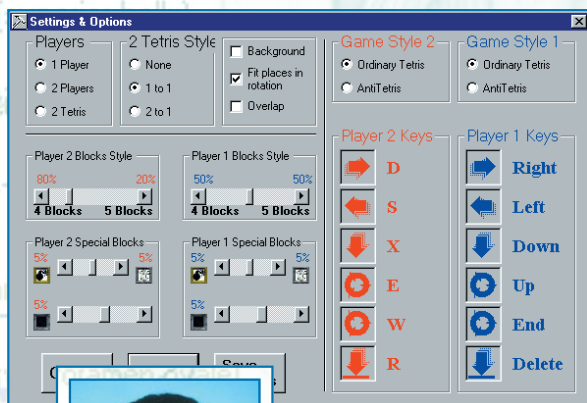 Settings & Options
Players
1 Player
2 Players
2 Tetris
2 Tetris Style
None
1 to 1
2 to 1
Background
Fit places in
rotation
Overlap
Game Style 2
Ordinary Tetris
AntiTetris
Game Style 1
Ordinary Tetris
AntiTetris
Player 2 Blocks Style
80% 20%
4 Blocks 5 Blocks
Player 1 Blocks Style
50% 50%
4 Blocks 5 Blocks
Player 2 Special Blocks
5% 5%
5%
Player 1 Special Blocks
5% 5%
5%
Player 2 Keys
D
S
X
E
W
R
Player 1 Keys
Right
Left
Down
Up
End
Delete
Save